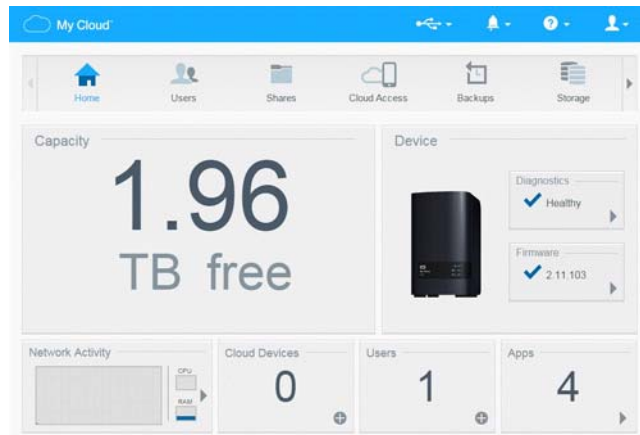 My Cloud™
Home
Users
Shares
Cloud Access
Backups
Storage
Capacity
1.96
TB free
Device
Diagnostics
Healthy
Firmware
2.11.103
Network Activity
CPU
RAM
Cloud Devices
0
Users
1
Apps
4